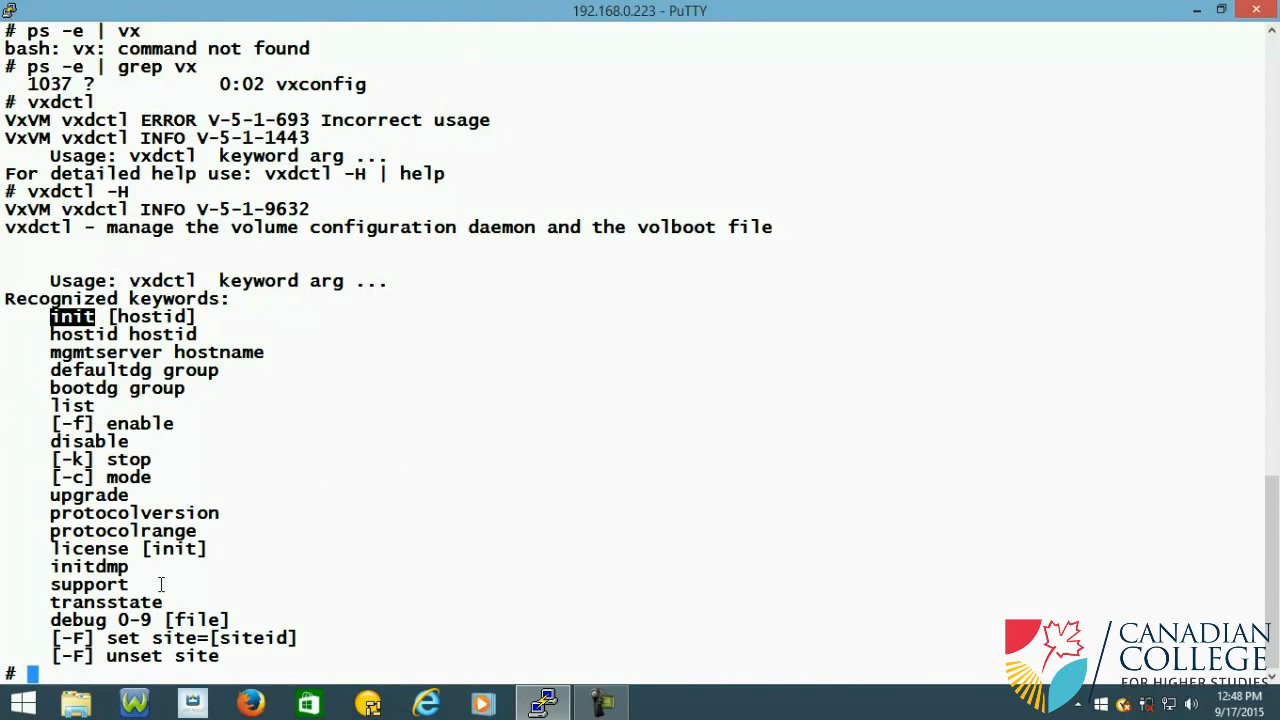 192.168.0.223 - PuTTY
# ps -e | vx
bash: vx: command not found
# ps -e | grep vx
1037 ? 0:02 vxconfig
# vxdctl
VxVM vxdctl ERROR V-5-1-693 Incorrect usage
VxVM vxdctl INFO V-5-1-1443
Usage: vxdctl keyword arg ...
For detailed help use: vxdctl -H | help
# vxdctl -H
VxVM vxdctl INFO V-5-1-9632
vxdctl - manage the volume configuration daemon and the volboot file
Usage: vxdctl keyword arg ...
Recognized keywords:
init [hostid]
hostid hostid
mgmtserver hostname
defaultdg group
bootdg group
list
[-f] enable
disable
[-k] stop
[-c] mode
upgrade
protocolversion
protocolrange
license [init]
initdmp
support
transstate
debug 0-9 [file]
[-F] set site=[siteid]
[-F] unset site
#
CANADIAN
COLLEGE
FOR HIGHER STUDIES
12:48 PM
9/17/2015